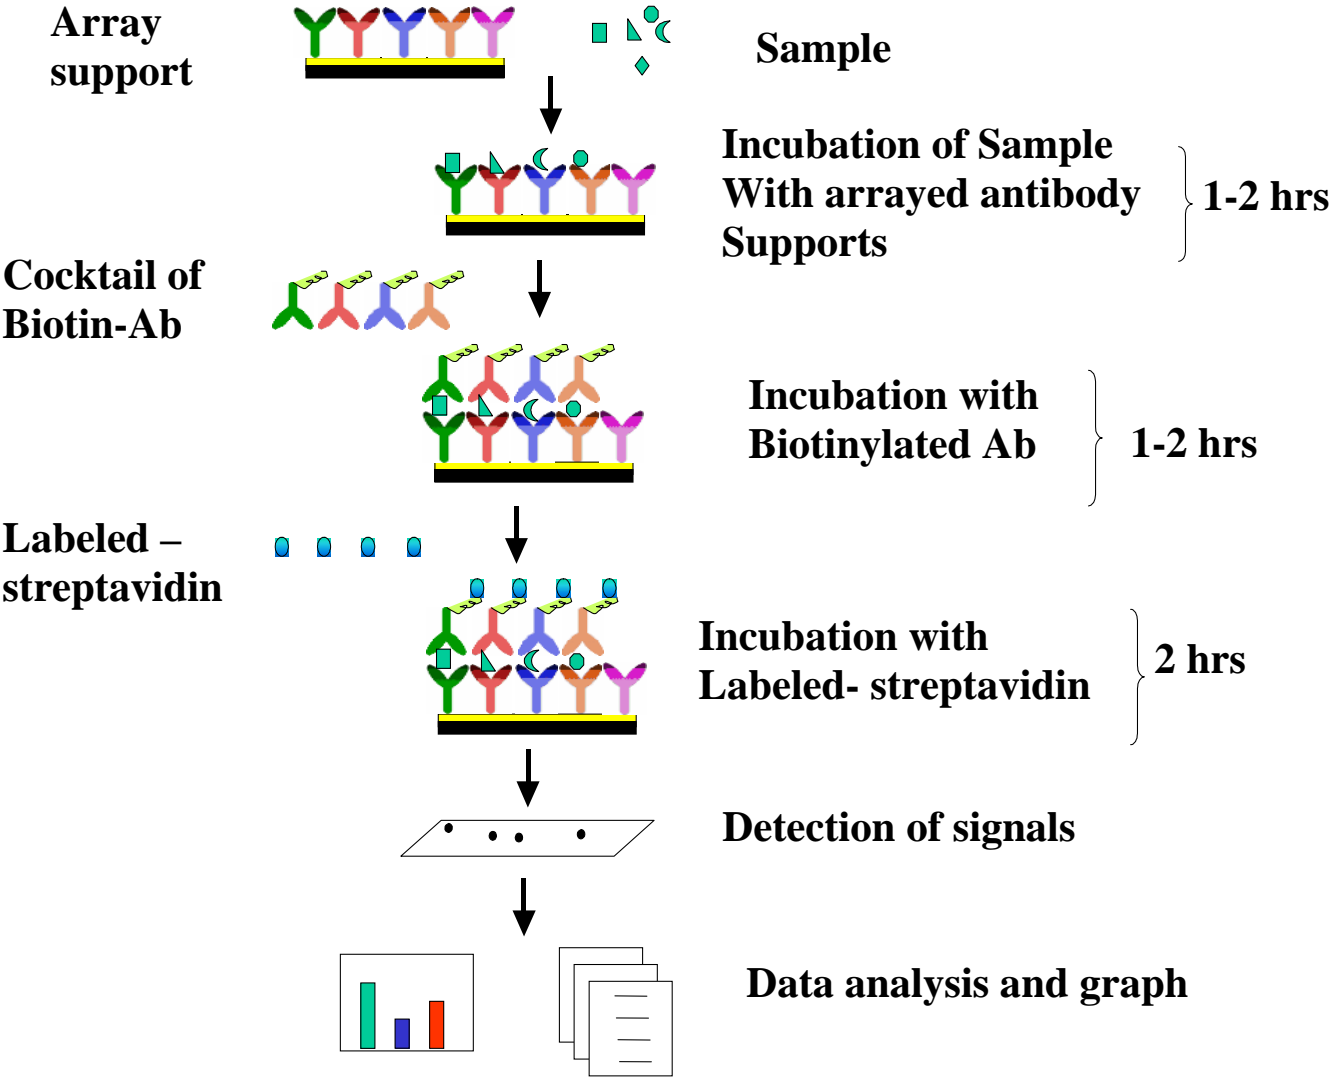 Array
support
Sample
Incubation of Sample
With arrayed antibody
Supports
1-2 hrs
Cocktail of
Biotin-Ab
Incubation with
Biotinylated Ab
1-2 hrs
Labeled –
streptavidin
Incubation with
Labeled- streptavidin
2 hrs
Detection of signals
Data analysis and graph